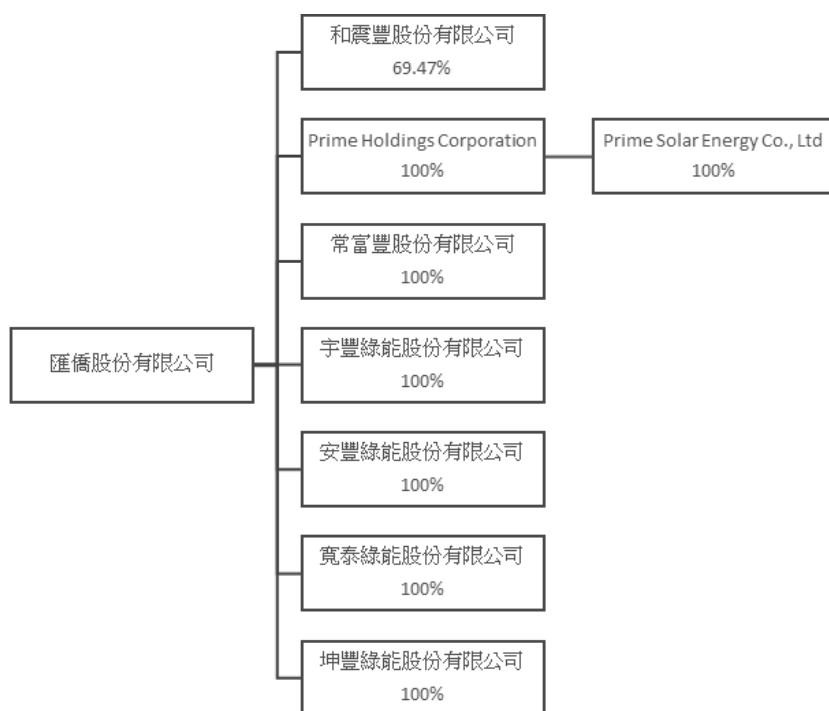 和震豐股份有限公司
69.47%
Prime Holdings Corporation
100%
Prime Solar Energy Co., Ltd
100%
常富豐股份有限公司
100%
匯僑股份有限公司
宇豐綠能股份有限公司
100%
安豐綠能股份有限公司
100%
寬泰綠能股份有限公司
100%
坤豐綠能股份有限公司
100%